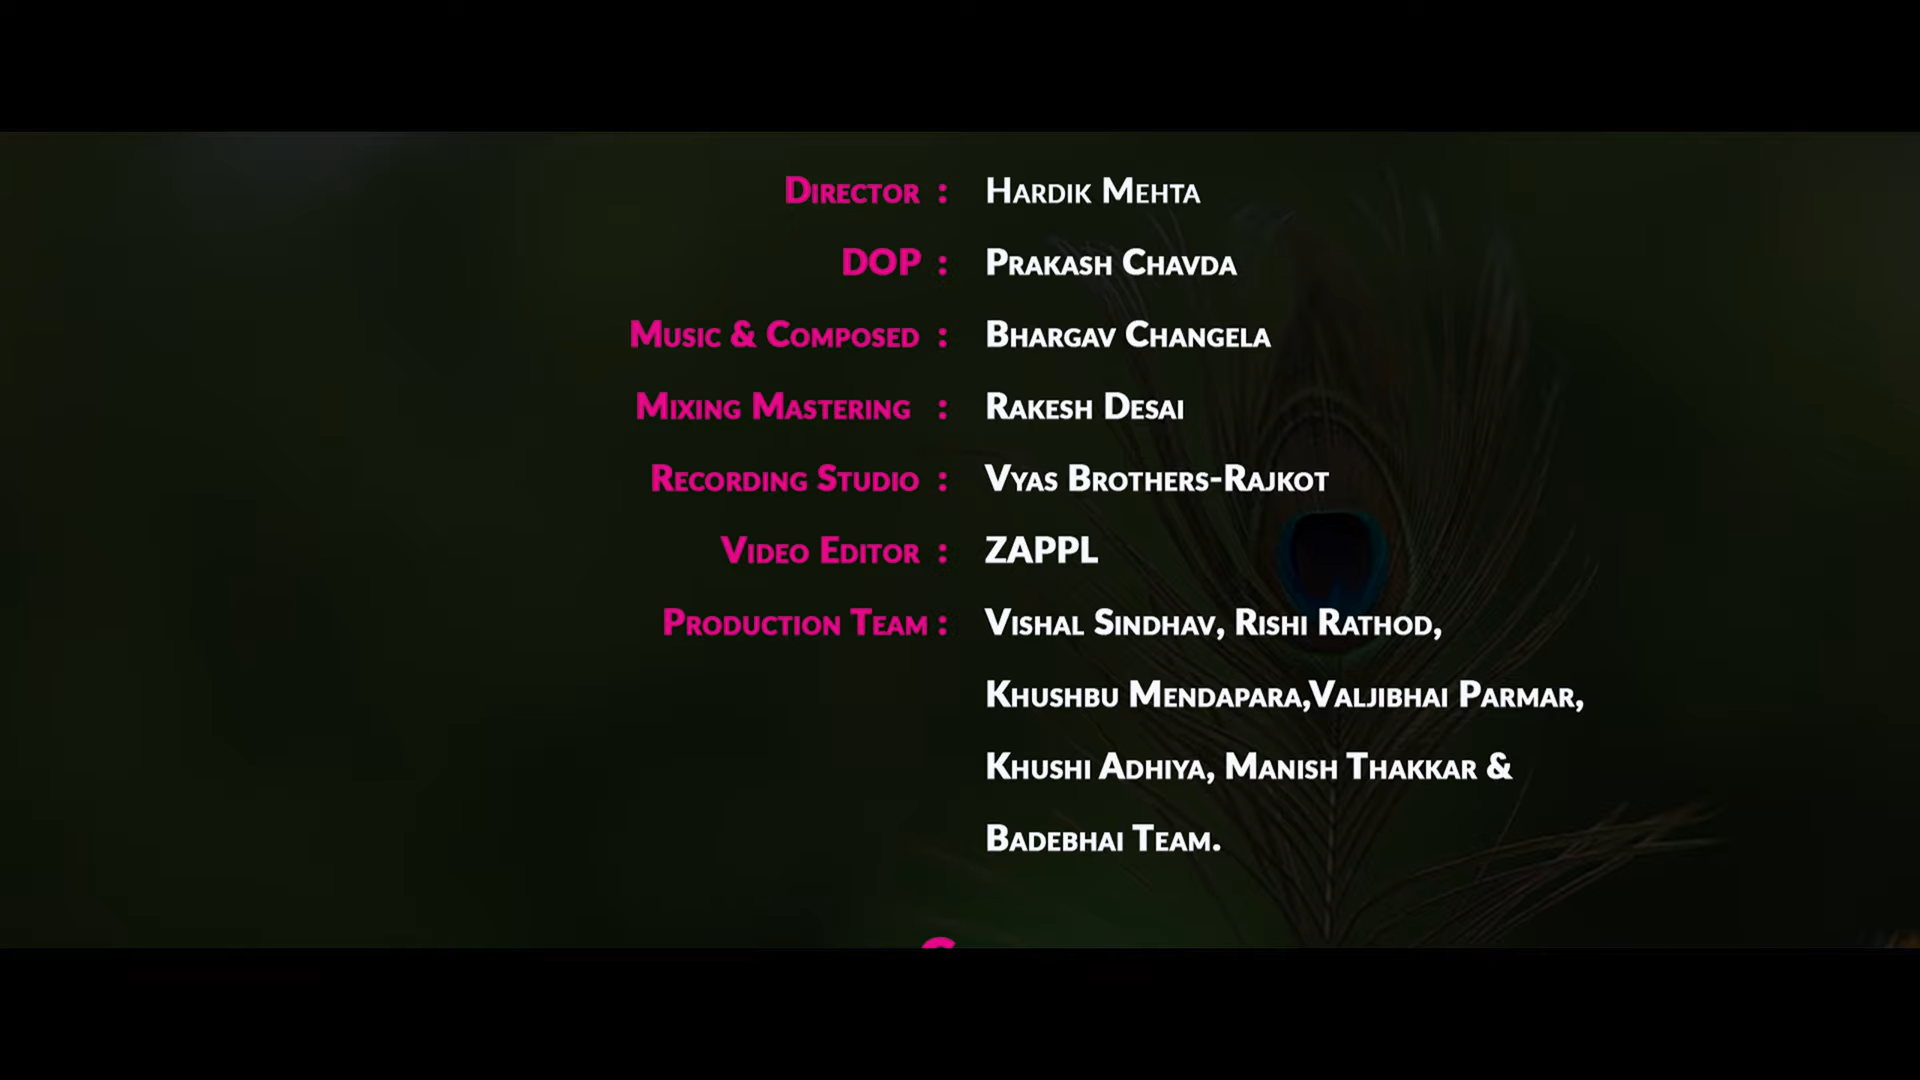 Director : Hardik Mehta
DOP : Prakash Chavda
Music & Composed : Bhargav Changela
Mixing Mastering : Rakesh Desai
Recording Studio : Vyas Brothers-Rajkot
Video Editor : ZAPPL
Production Team : Vishal Sindhav, Rishi Rathod,
Khushbu Mendapara,Valjibhai Parmar,
Khushi Adhiya, Manish Thakkar &
Badebhai Team.